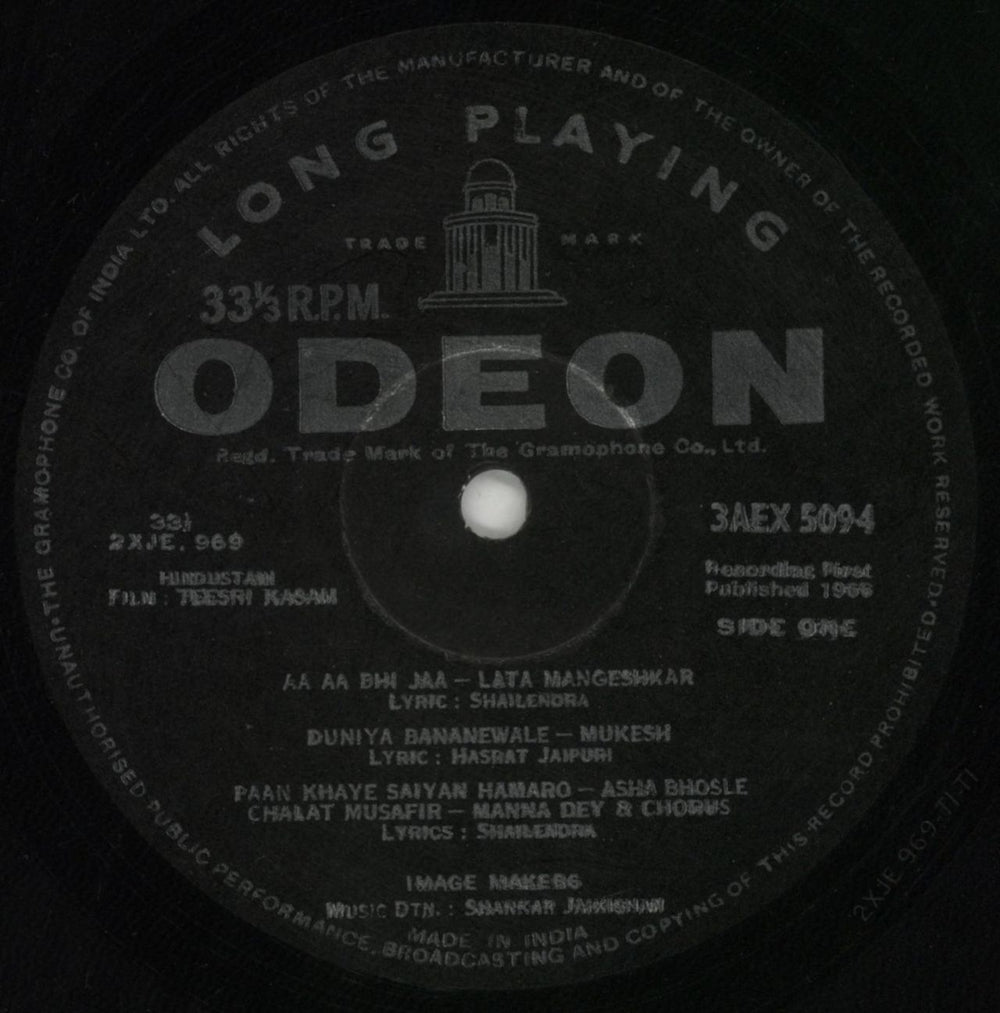 THE GRAMOPHONE CO. OF INDIA LTD. ALL RIGHTS OF THE MANUFACTURER AND OF THE OWNER OF THE RECORDED WORK RESERVED•
UNAUTHORISED PUBLIC PERFORMANCE, BROADCASTING AND COPYING OF THIS RECORD PROHIBITED•
LONG PLAYING
TRADE MARK
33⅓ R.P.M.
ODEON
Regd. Trade Mark of The Gramophone Co., Ltd.
33⅓
2XJE. 969
HINDUSTANI
FILM : TEESRI KASAM
3AEX 5094
Recording First
Published 1966
SIDE ONE
AA AA BHI JAA – LATA MANGESHKAR
LYRIC : SHAILENDRA
DUNIYA BANANEWALE – MUKESH
LYRIC : HASRAT JAIPURI
PAAN KHAYE SAIYAN HAMARO – ASHA BHOSLE
CHALAT MUSAFIR – MANNA DEY & CHORUS
LYRICS : SHAILENDRA
IMAGE MAKERS
MUSIC DTN. : SHANKAR JAIKISHAN
MADE IN INDIA
2XJE 969-T1-T1